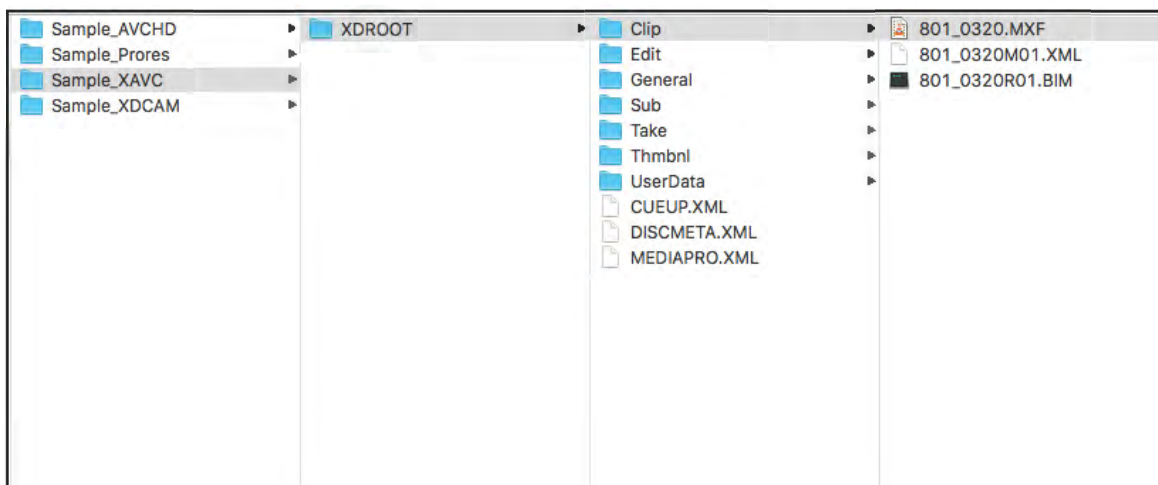 Sample_AVCHD
Sample_Prores
Sample_XAVC
Sample_XDCAM
XDROOT
Clip
Edit
General
Sub
Take
Thmbnl
UserData
CUEUP.XML
DISCMETA.XML
MEDIAPRO.XML
801_0320.MXF
801_0320M01.XML
801_0320R01.BIM